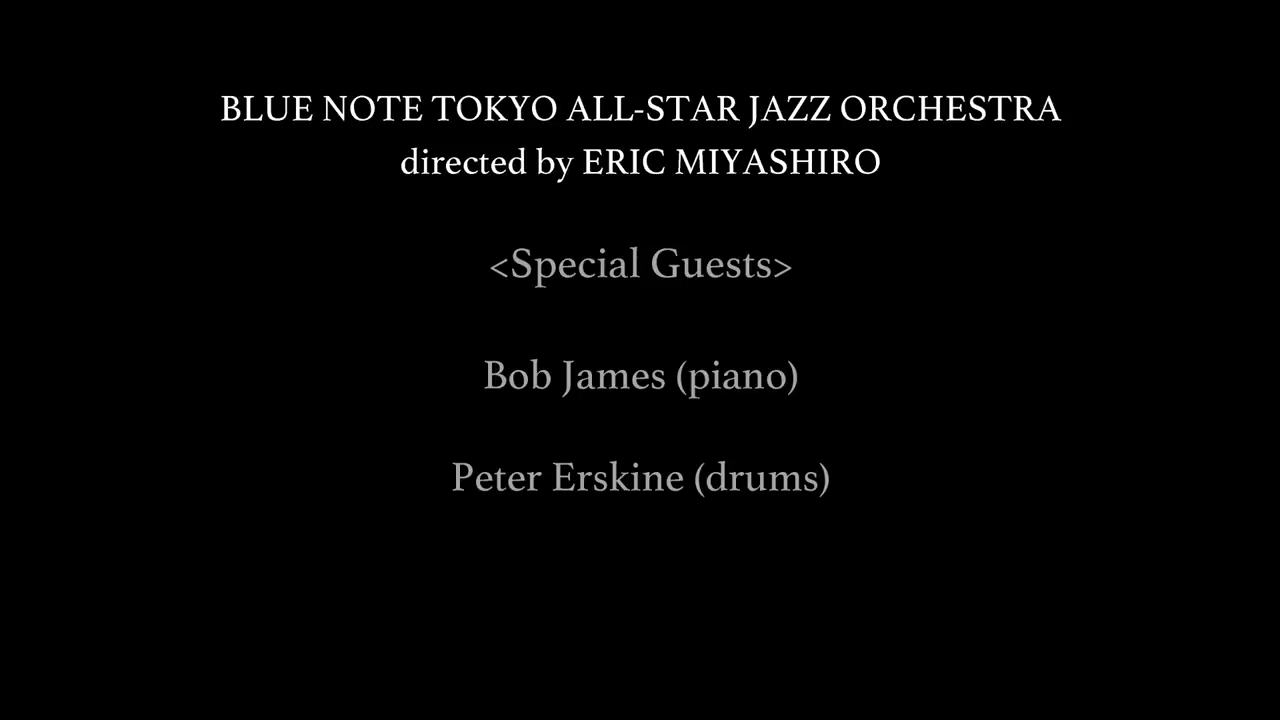 BLUE NOTE TOKYO ALL-STAR JAZZ ORCHESTRA
directed by ERIC MIYASHIRO
<Special Guests>
Bob James (piano)
Peter Erskine (drums)